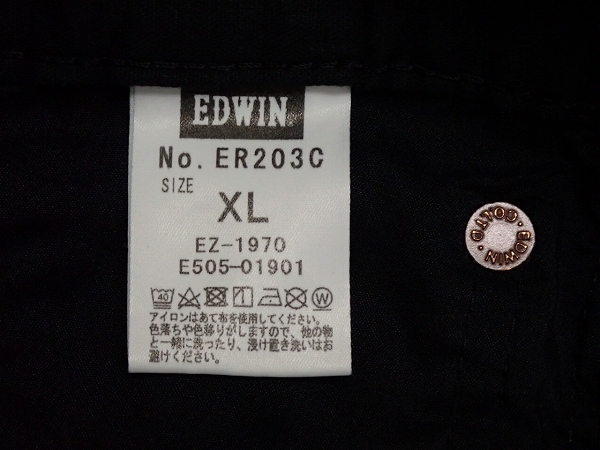 EDWIN
No. ER203C
SIZE
XL
EZ-1970
E505-01901
40 W
アイロンはあて布を使用してください。
色落ちや色移りがしますので、他の物
と一緒に洗ったり、浸け置き洗いはお
避けください。
EDWIN・GOLTD・